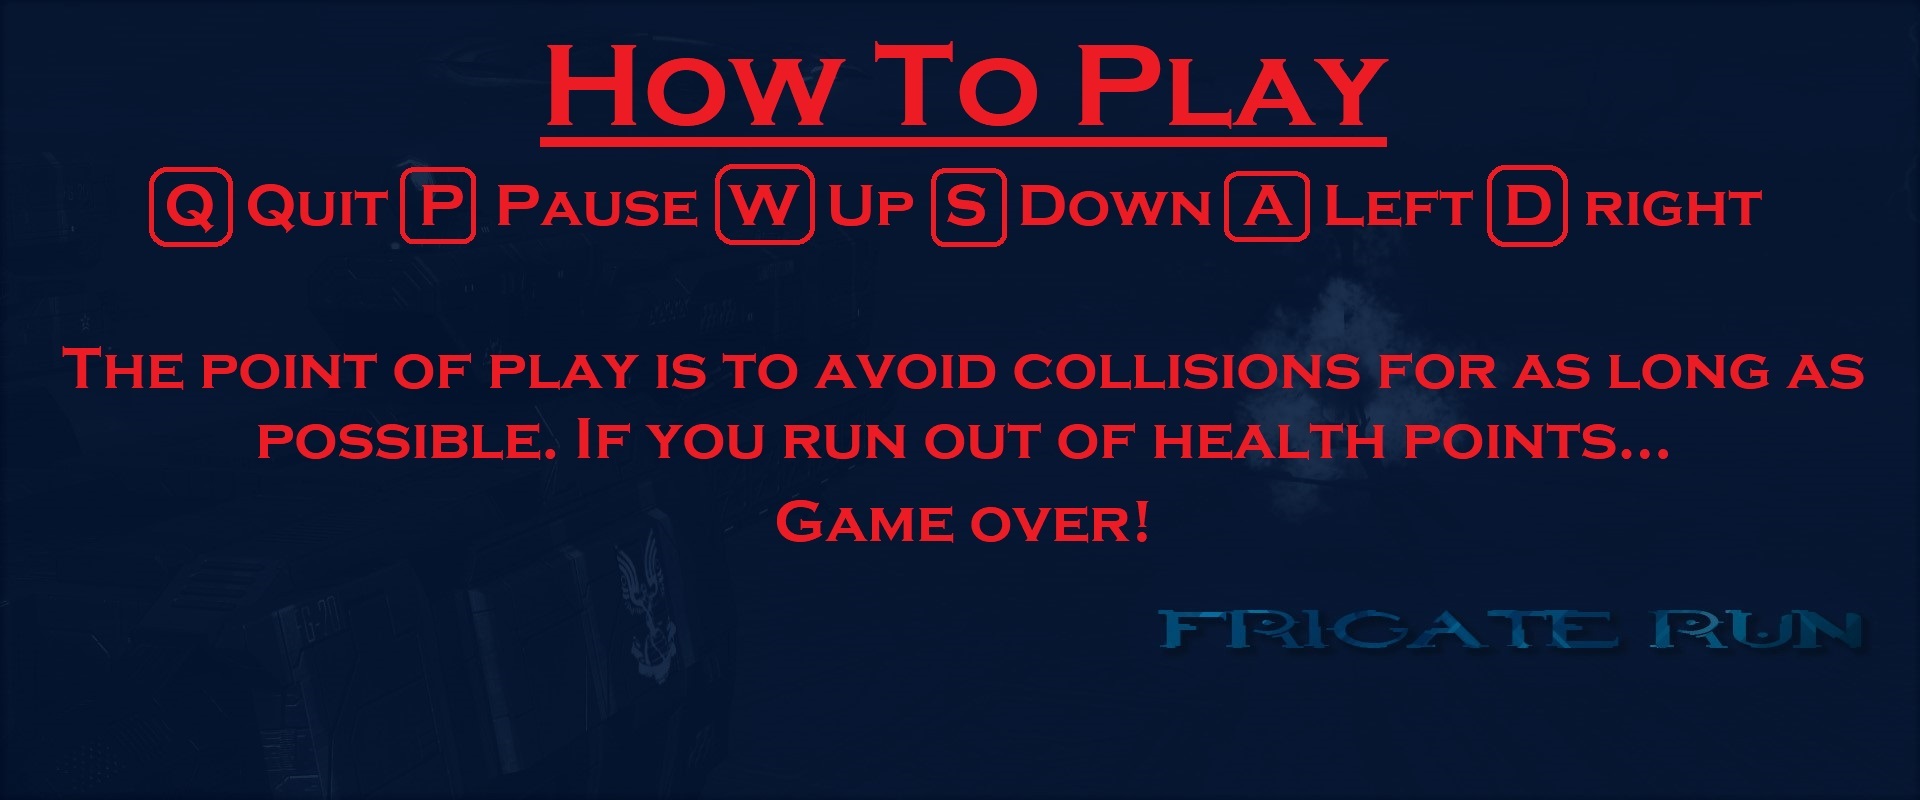 How To Play
Q Quit P Pause W Up S Down A Left D right
The point of play is to avoid collisions for as long as
possible. If you run out of health points...
Game over!
G-20
FRIGATE RUN